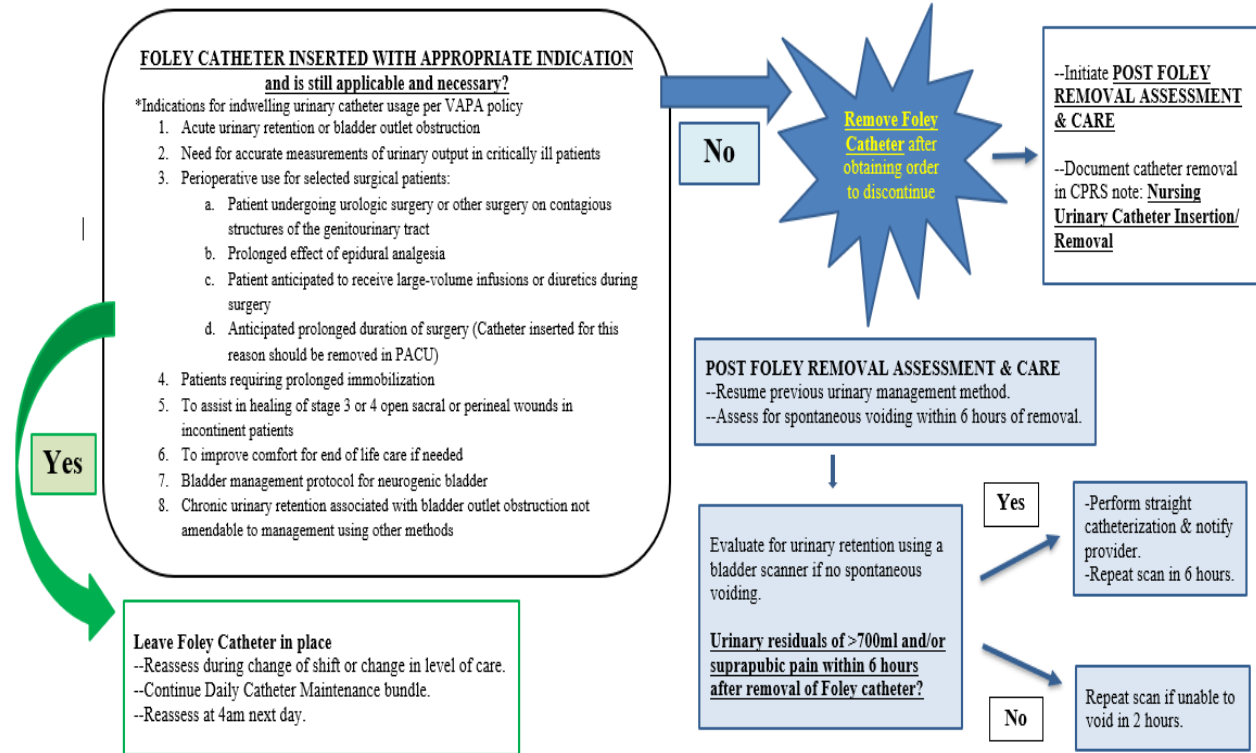 FOLEY CATHETER INSERTED WITH APPROPRIATE INDICATION
and is still applicable and necessary?
*Indications for indwelling urinary catheter usage per VAPA policy
1. Acute urinary retention or bladder outlet obstruction
2. Need for accurate measurements of urinary output in critically ill patients
3. Perioperative use for selected surgical patients:
a. Patient undergoing urologic surgery or other surgery on contagious
structures of the genitourinary tract
b. Prolonged effect of epidural analgesia
c. Patient anticipated to receive large-volume infusions or diuretics during
surgery
d. Anticipated prolonged duration of surgery (Catheter inserted for this
reason should be removed in PACU)
4. Patients requiring prolonged immobilization
5. To assist in healing of stage 3 or 4 open sacral or perineal wounds in
incontinent patients
6. To improve comfort for end of life care if needed
7. Bladder management protocol for neurogenic bladder
8. Chronic urinary retention associated with bladder outlet obstruction not
amendable to management using other methods
Yes
Leave Foley Catheter in place
--Reassess during change of shift or change in level of care.
--Continue Daily Catheter Maintenance bundle.
--Reassess at 4am next day.
No
Remove Foley
Catheter after
obtaining order
to discontinue
--Initiate POST FOLEY
REMOVAL ASSESSMENT
& CARE
--Document catheter removal
in CPRS note: Nursing
Urinary Catheter Insertion/
Removal
POST FOLEY REMOVAL ASSESSMENT & CARE
--Resume previous urinary management method.
--Assess for spontaneous voiding within 6 hours of removal.
Evaluate for urinary retention using a
bladder scanner if no spontaneous
voiding.
Urinary residuals of >700ml and/or
suprapubic pain within 6 hours
after removal of Foley catheter?
Yes
-Perform straight
catheterization & notify
provider.
-Repeat scan in 6 hours.
No
Repeat scan if unable to
void in 2 hours.